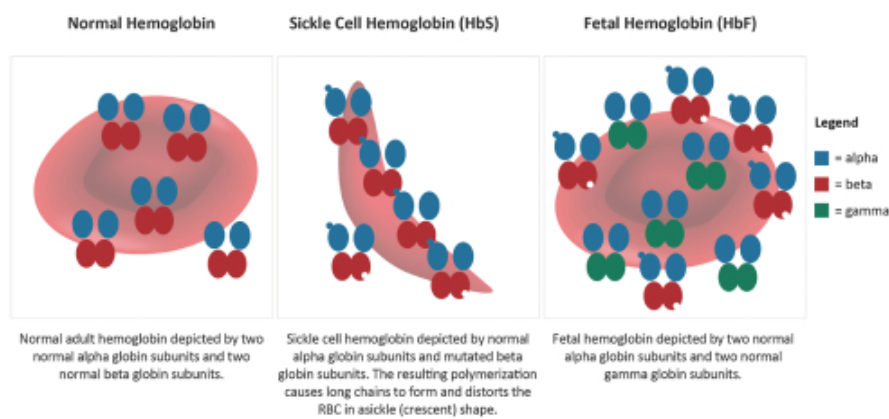 Normal Hemoglobin
Sickle Cell Hemoglobin (HbS)
Fetal Hemoglobin (HbF)
Legend
= alpha
= beta
= gamma
Normal adult hemoglobin depicted by two
normal alpha globin subunits and two
normal beta globin subunits.
Sickle cell hemoglobin depicted by normal
alpha globin subunits and mutated beta
globin subunits. The resulting polymerization
causes long chains to form and distorts the
RBC in asickle (crescent) shape.
Fetal hemoglobin depicted by two normal
alpha globin subunits and two normal
gamma globin subunits.